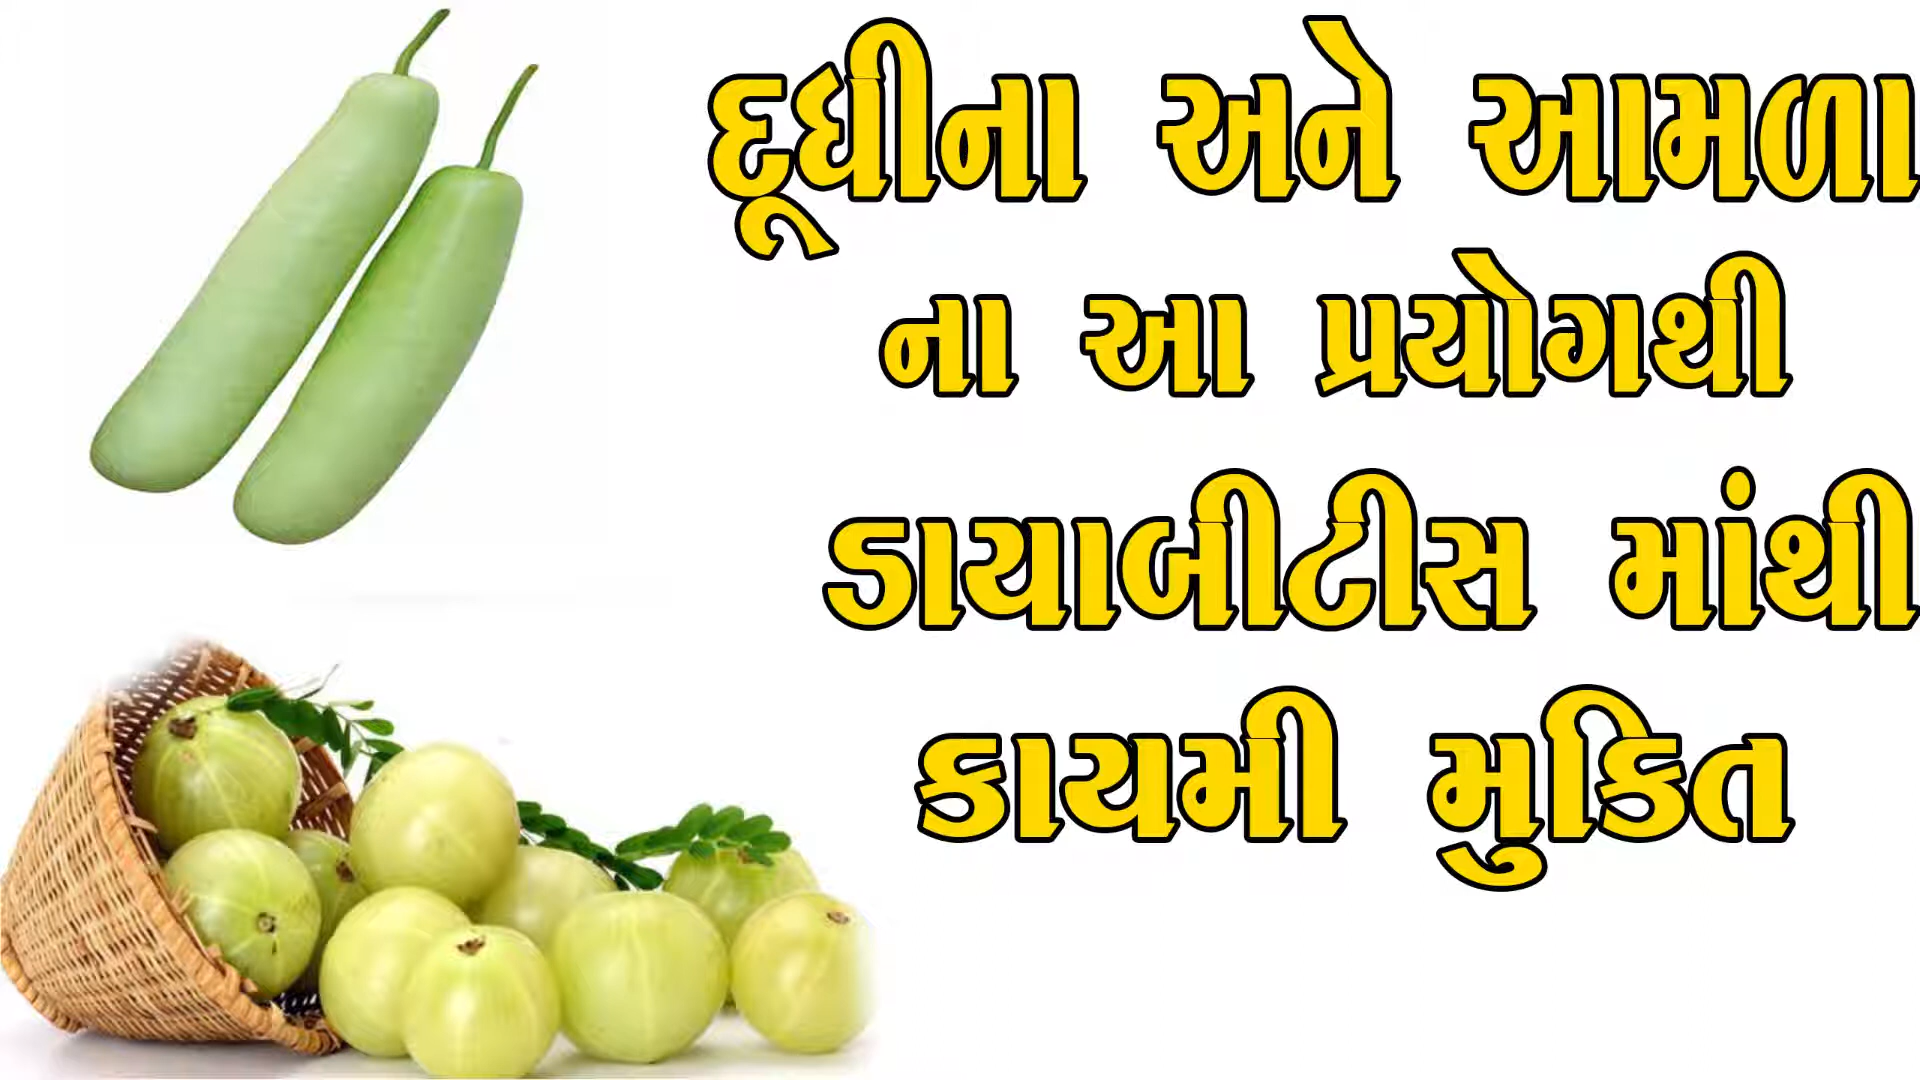 દૂધીના અને આમળા
ના આ પ્રયોગથી
ડાયાબીટીસ માંથી
કાયમી મુકિત